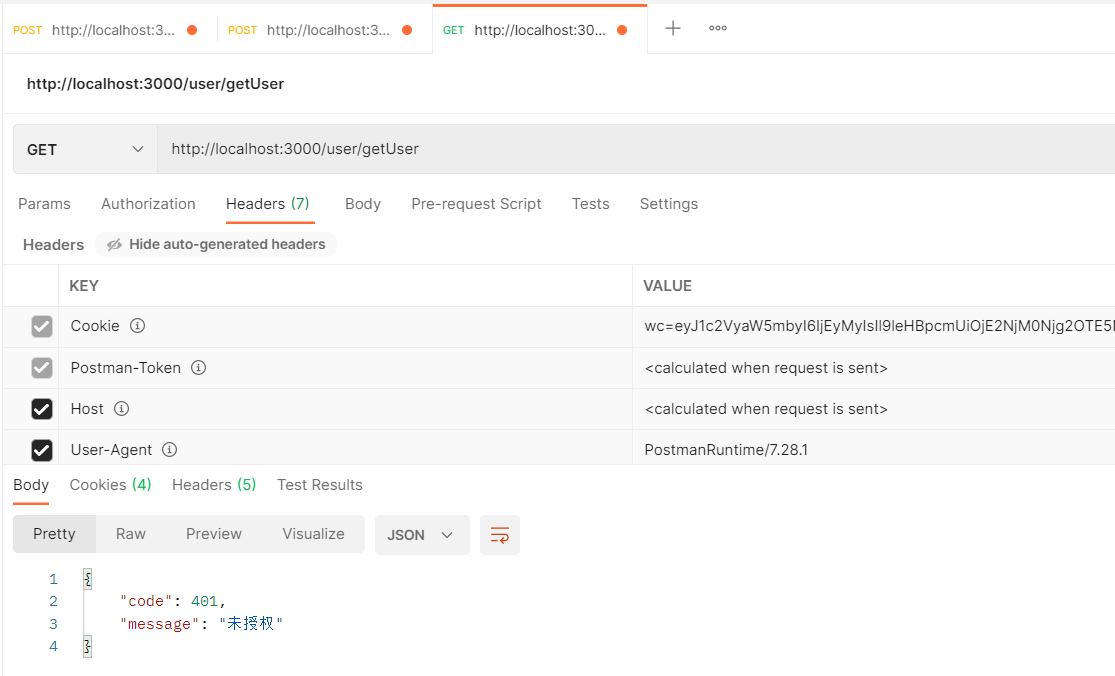 POST http://localhost:3... POST http://localhost:3... GET http://localhost:30...
http://localhost:3000/user/getUser
GET http://localhost:3000/user/getUser
Params Authorization Headers (7) Body Pre-request Script Tests Settings
Headers Hide auto-generated headers
KEY VALUE
Cookie wc=eyJ1c2VyaW5mbyI6IjEyMyIsIl9leHBpcmUiOjE2NjM0Njg2OTE5
Postman-Token <calculated when request is sent>
Host <calculated when request is sent>
User-Agent PostmanRuntime/7.28.1
Body Cookies (4) Headers (5) Test Results
Pretty Raw Preview Visualize JSON
1 {
2 "code": 401,
3 "message": "未授权"
4 }